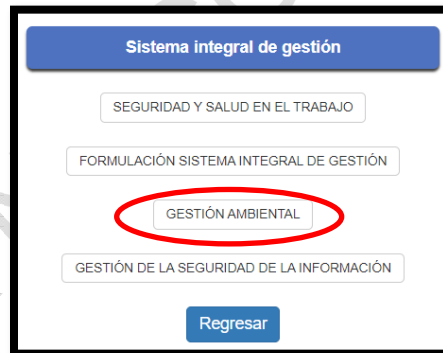 Sistema integral de gestión
SEGURIDAD Y SALUD EN EL TRABAJO
FORMULACIÓN SISTEMA INTEGRAL DE GESTIÓN
GESTIÓN AMBIENTAL
GESTIÓN DE LA SEGURIDAD DE LA INFORMACIÓN
Regresar